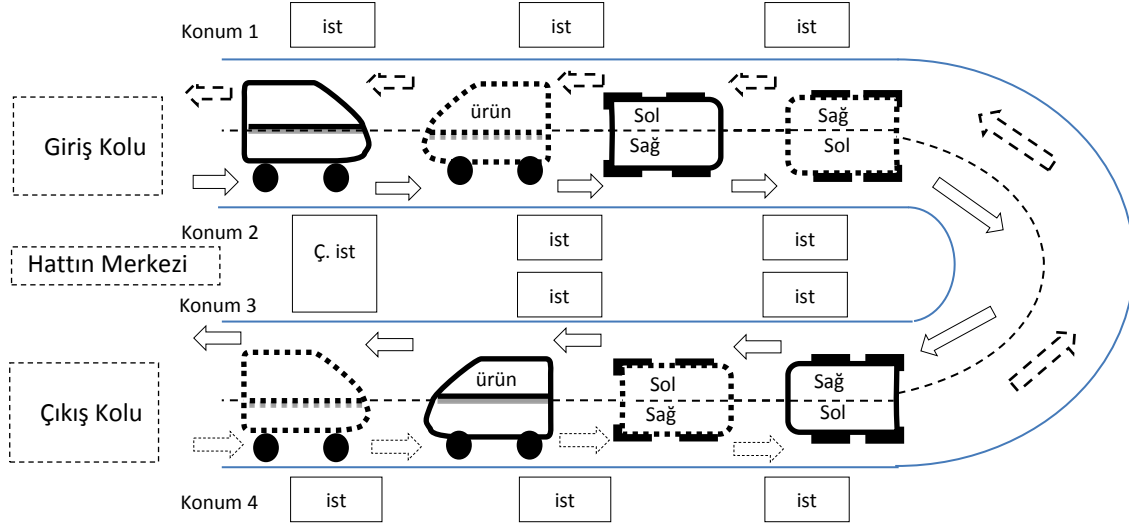 Konum 1
ist
ist
ist
Giriş Kolu
ürün
Sol
Sağ
Sağ
Sol
Konum 2
Ç. ist
ist
ist
Hattın Merkezi
Konum 3
ist
ist
Çıkış Kolu
ürün
Sol
Sağ
Sağ
Sol
Konum 4
ist
ist
ist